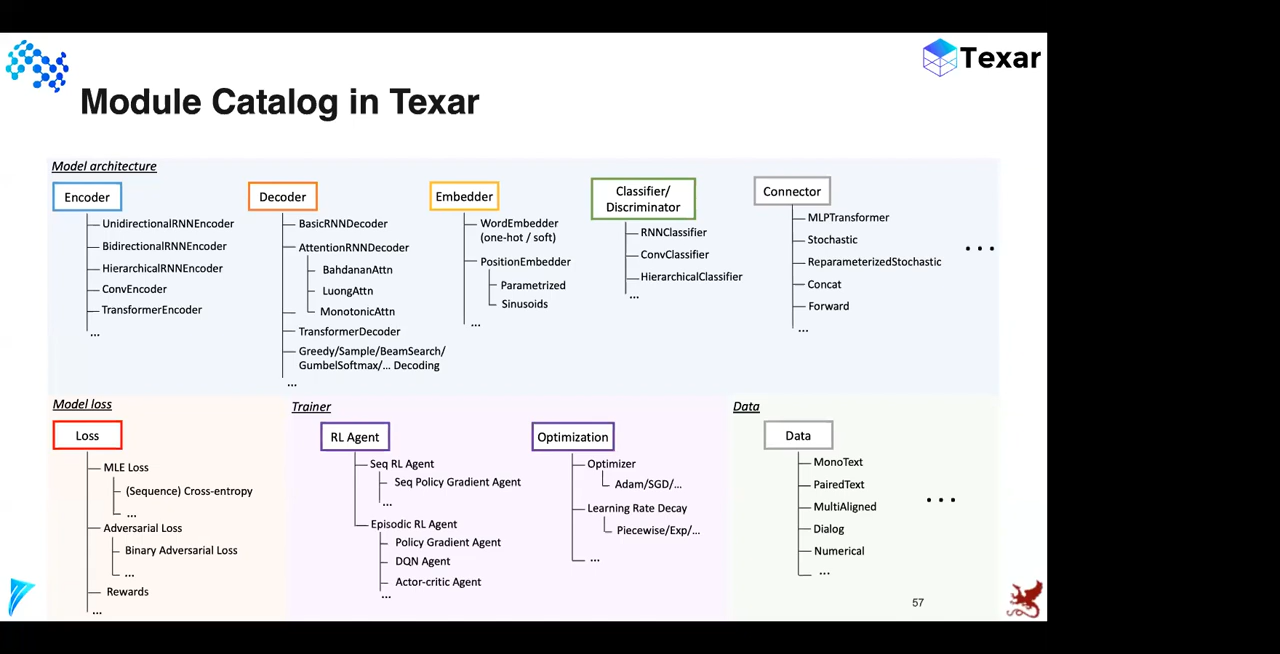 Texar
Module Catalog in Texar
Model architecture
Encoder
UnidirectionalRNNEncoder
BidirectionalRNNEncoder
HierarchicalRNNEncoder
ConvEncoder
TransformerEncoder
...
Decoder
BasicRNNDecoder
AttentionRNNDecoder
BahdananAttn
LuongAttn
MonotonicAttn
TransformerDecoder
Greedy/Sample/BeamSearch/
GumbelSoftmax/... Decoding
...
Embedder
WordEmbedder
(one-hot / soft)
PositionEmbedder
Parametrized
Sinusoids
...
Classifier/
Discriminator
RNNClassifier
ConvClassifier
HierarchicalClassifier
...
Connector
MLPTransformer
Stochastic
ReparameterizedStochastic
Concat
Forward
...
...
Model loss
Loss
MLE Loss
(Sequence) Cross-entropy
...
Adversarial Loss
Binary Adversarial Loss
...
Rewards
...
Trainer
RL Agent
Seq RL Agent
Seq Policy Gradient Agent
...
Episodic RL Agent
Policy Gradient Agent
DQN Agent
Actor-critic Agent
...
Optimization
Optimizer
Adam/SGD/...
Learning Rate Decay
Piecewise/Exp/...
...
Data
Data
MonoText
PairedText
MultiAligned
Dialog
Numerical
...
...
57